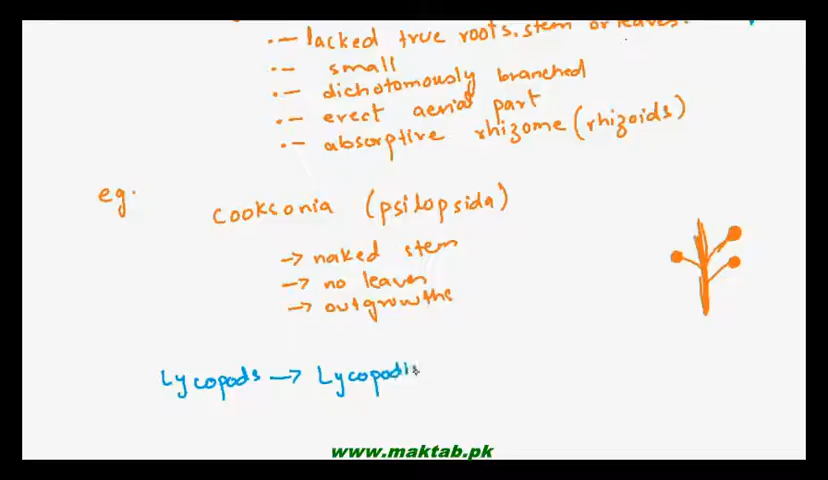 .— lacked true roots, stem or leaves.
.— small
.— dichotomously branched
.— erect aerial part
.— absorptive rhizome (rhizoids)
eg.
cooksonia (psilopsida)
→ naked stem
→ no leaves
→ outgrowths
Lycopods → Lycopodi
www.maktab.pk